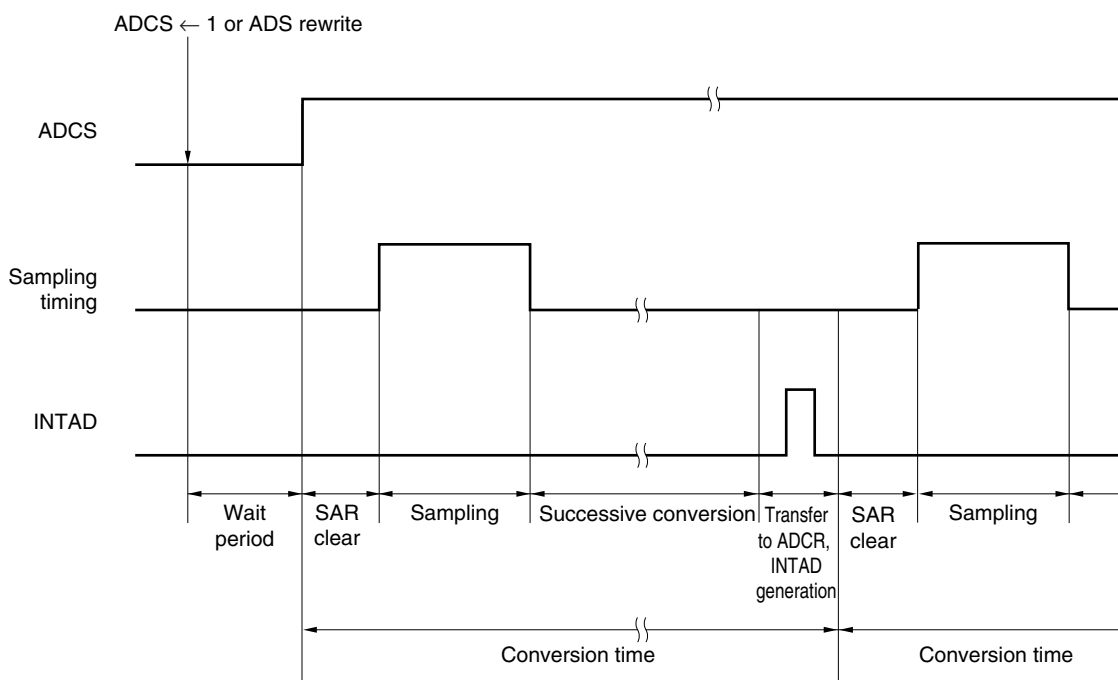 ADCS ← 1 or ADS rewrite
ADCS
Sampling
timing
INTAD
Wait
period
SAR
clear
Sampling
Successive conversion
Transfer
to ADCR,
INTAD
generation
SAR
clear
Sampling
Conversion time
Conversion time